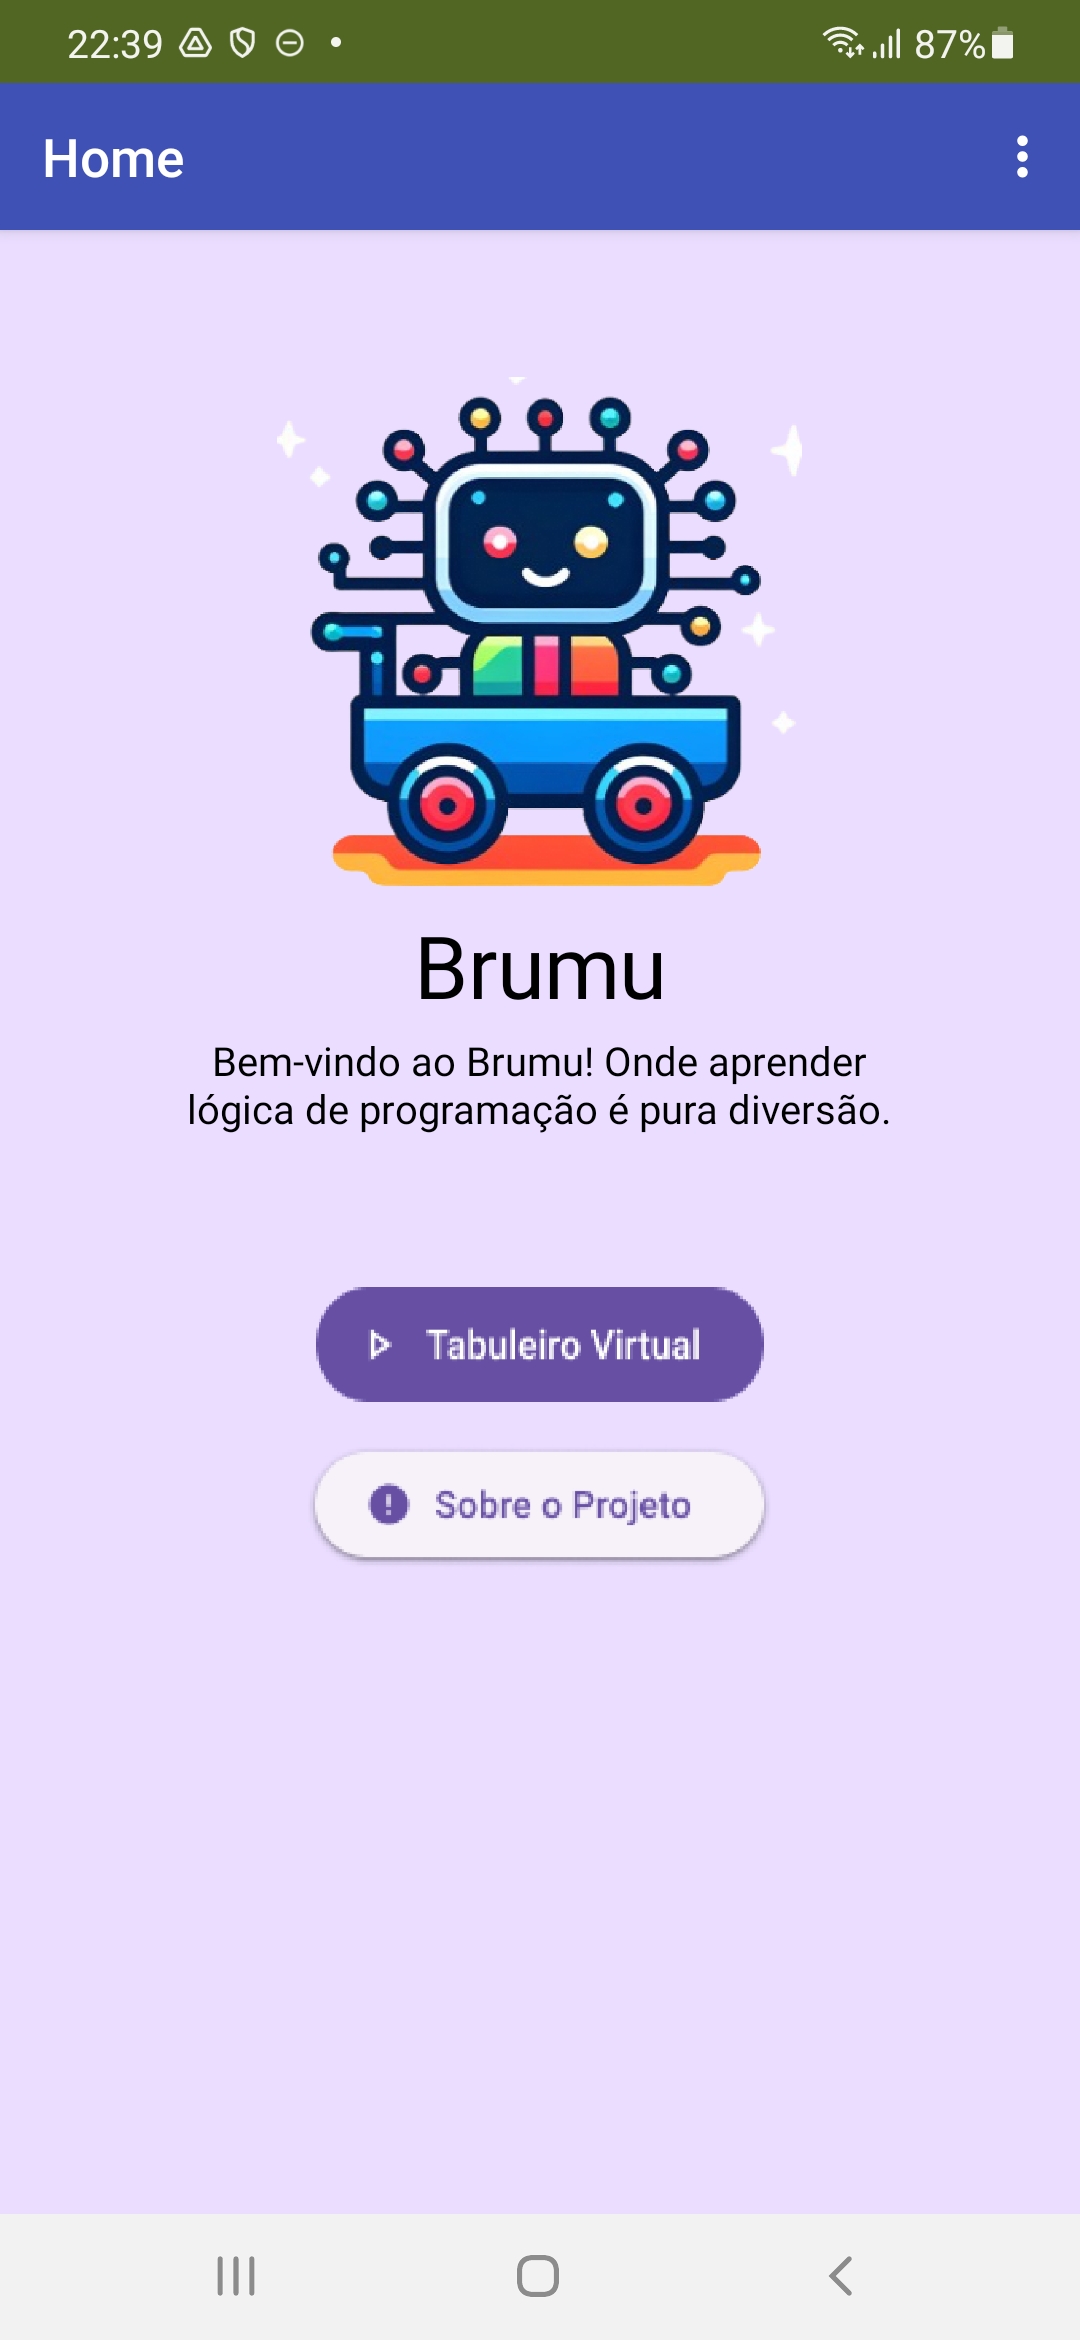 22:39
87%
Home
Brumu
Bem-vindo ao Brumu! Onde aprender
lógica de programação é pura diversão.
Tabuleiro Virtual
Sobre o Projeto